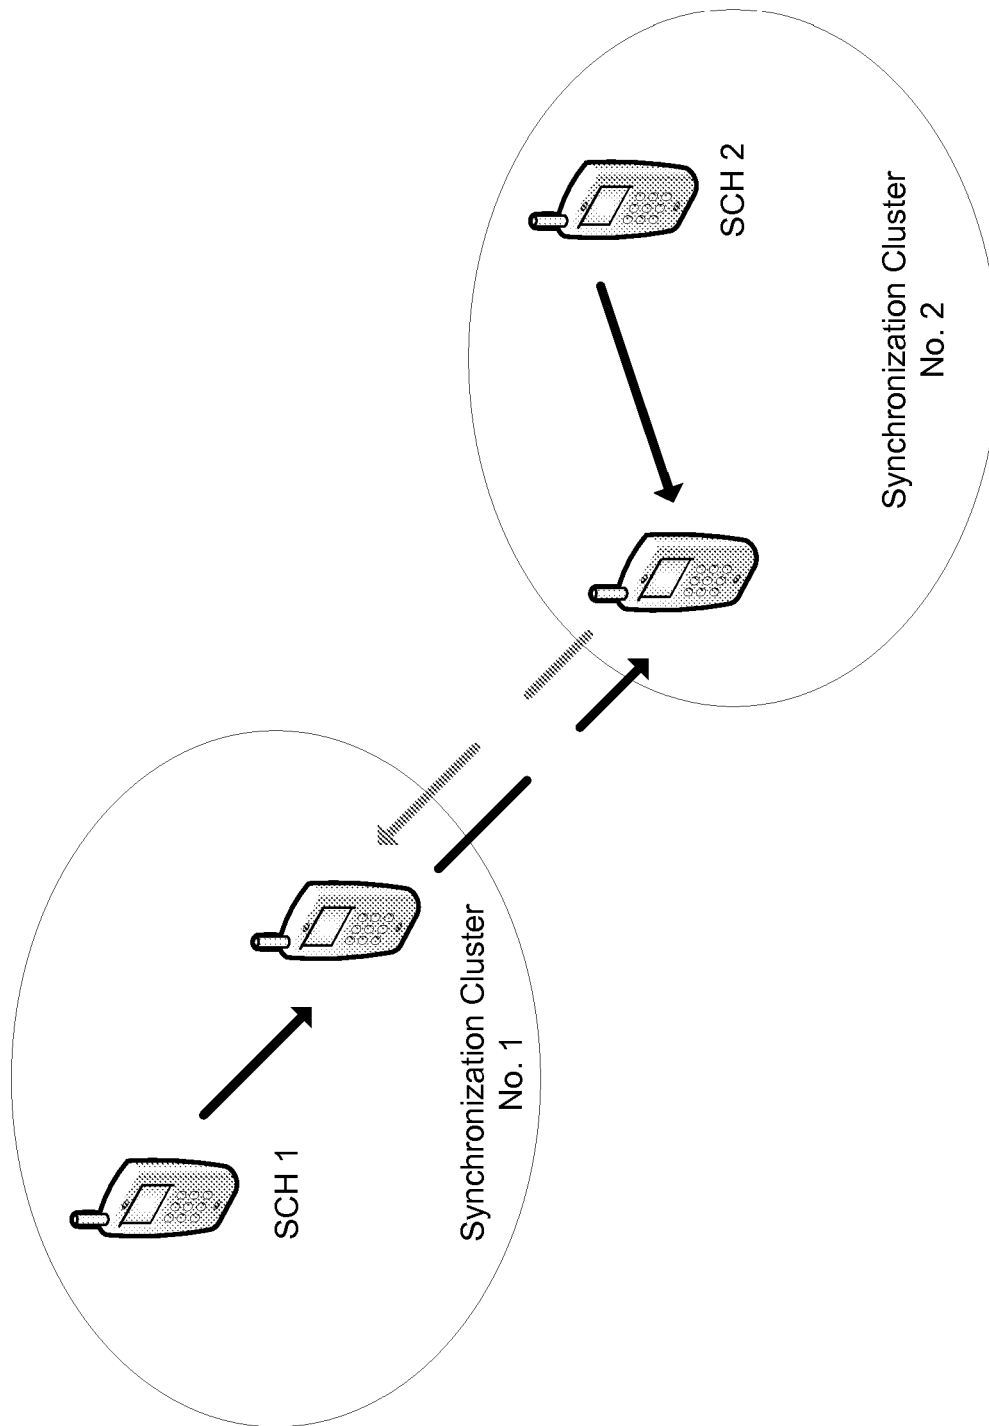 SCH 1
Synchronization Cluster
No. 1
SCH 2
Synchronization Cluster
No. 2